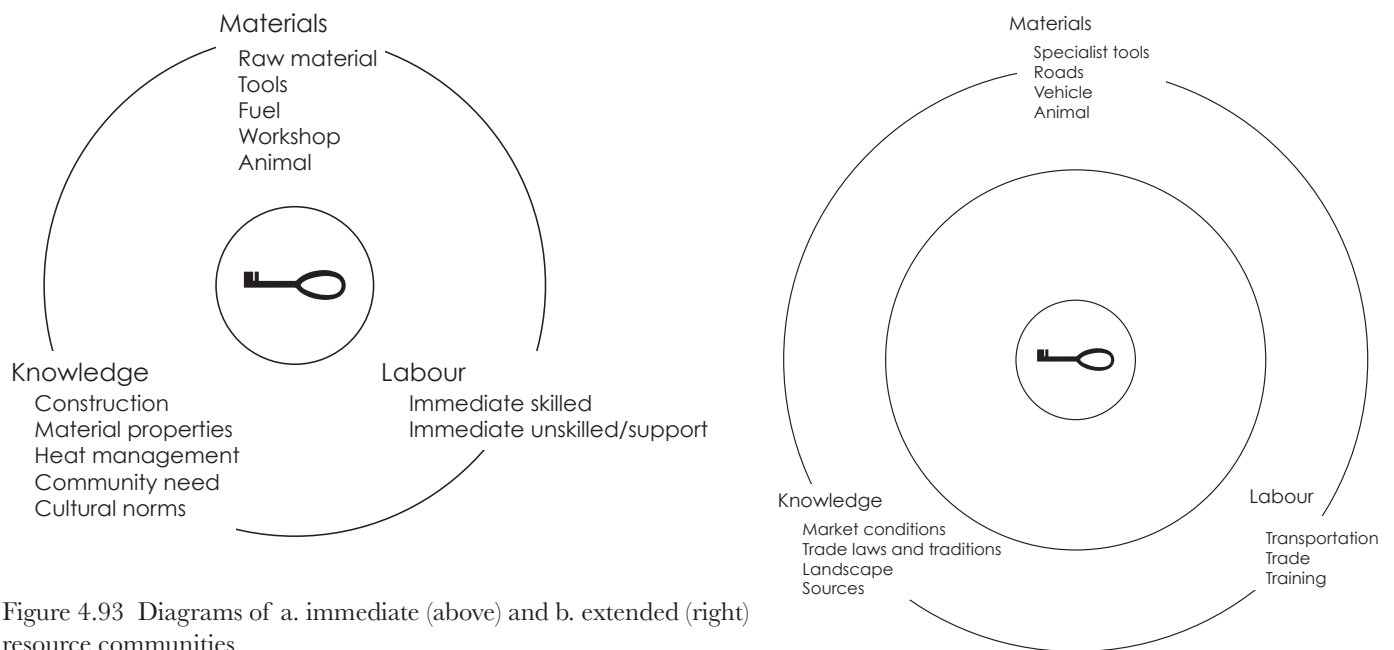 Materials
Raw material
Tools
Fuel
Workshop
Animal
Knowledge
Construction
Material properties
Heat management
Community need
Cultural norms
Labour
Immediate skilled
Immediate unskilled/support
Materials
Specialist tools
Roads
Vehicle
Animal
Knowledge
Market conditions
Trade laws and traditions
Landscape
Sources
Labour
Transportation
Trade
Training
Figure 4.93 Diagrams of a. immediate (above) and b. extended (right)
resource communities